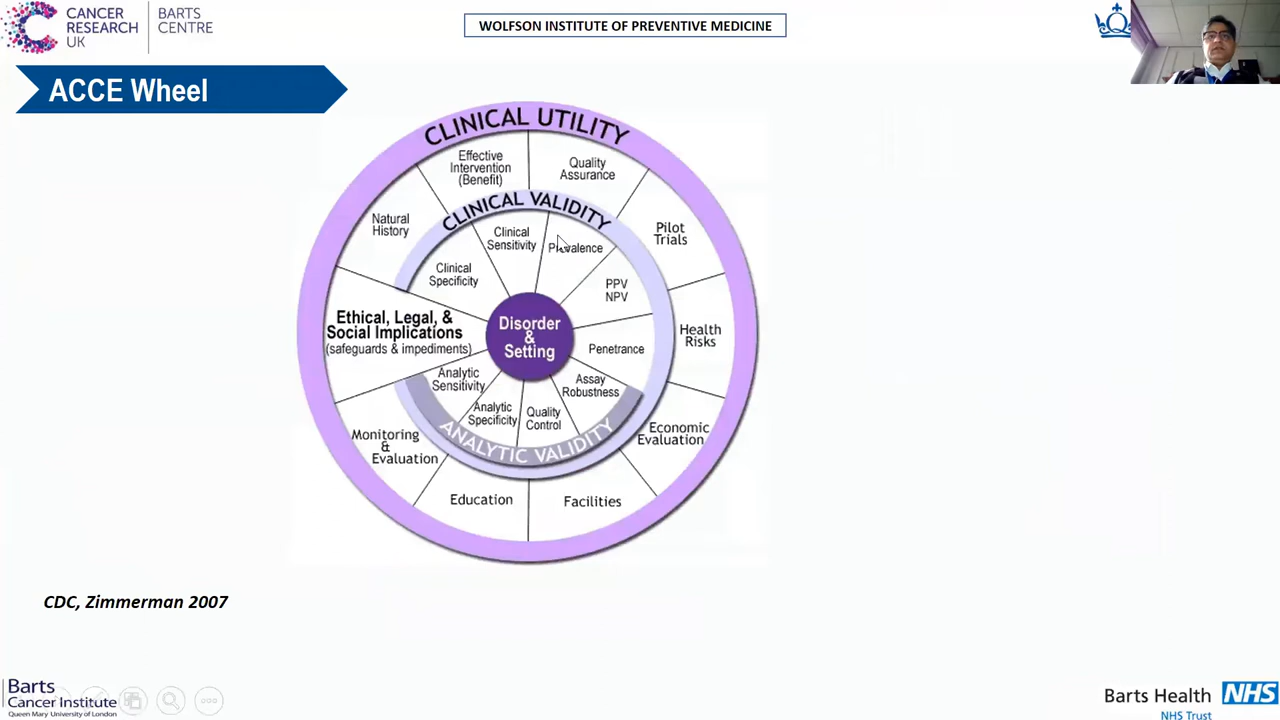 CANCER
RESEARCH
UK
BARTS
CENTRE
WOLFSON INSTITUTE OF PREVENTIVE MEDICINE
ACCE Wheel
CLINICAL UTILITY
Effective
Intervention
(Benefit)
Quality
Assurance
Natural
History
Pilot
Trials
CLINICAL VALIDITY
Clinical
Sensitivity
Prevalence
Clinical
Specificity
PPV
NPV
Ethical, Legal, &
Social Implications
(safeguards & impediments)
Disorder
&
Setting
Health
Risks
Penetrance
Analytic
Sensitivity
Assay
Robustness
Analytic
Specificity
Quality
Control
ANALYTIC VALIDITY
Monitoring
&
Evaluation
Economic
Evaluation
Education
Facilities
CDC, Zimmerman 2007
Barts
Cancer Institute
Queen Mary University of London
Barts Health
NHS
NHS Trust